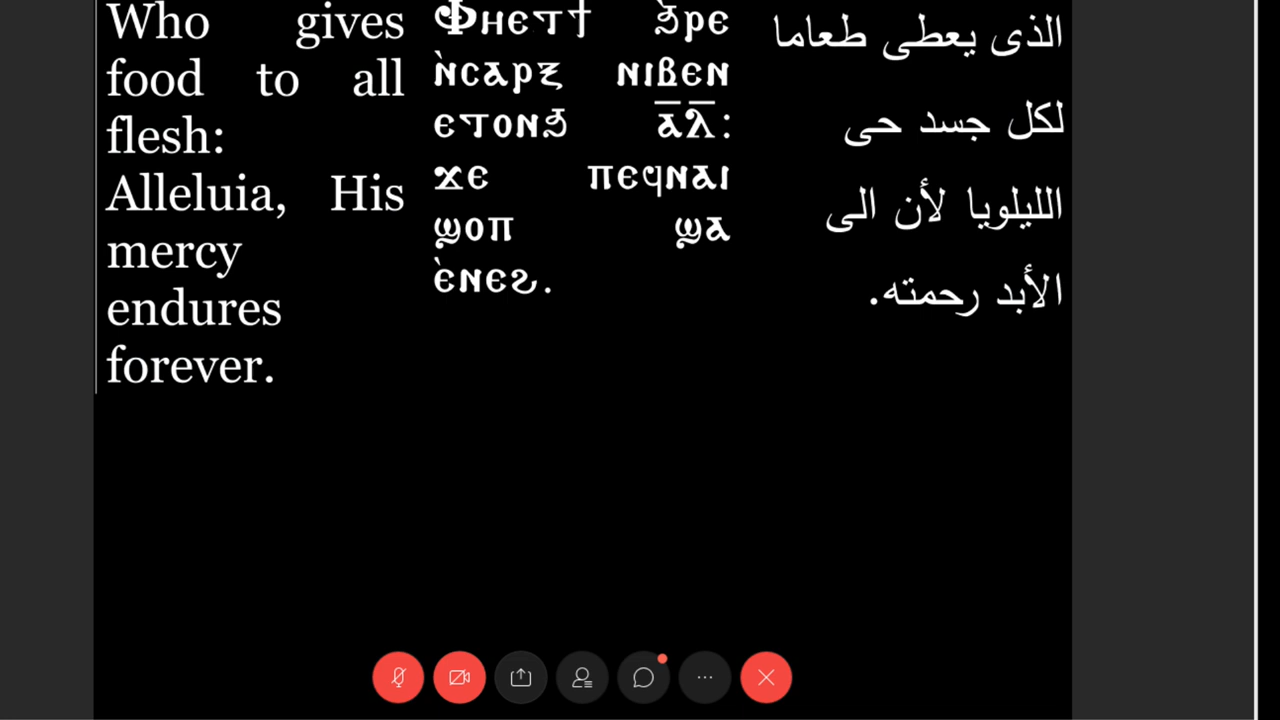 Who gives
food to all
flesh:
Alleluia, His
mercy
endures
forever.
Ⲫⲏⲉⲧϯ ϧ̀ⲣⲉ
ⲛ̀ⲥⲁⲣⲝ ⲛⲓⲃⲉⲛ
ⲉⲧⲟⲛϧ ⲁ̅ⲗ̅:
ϫⲉ ⲡⲉϥⲛⲁⲓ
ϣⲟⲡ ϣⲁ
ⲉ̀ⲛⲉϩ.
الذى يعطى طعاما
لكل جسد حى
الليلويا لأن الى
الأبد رحمته.